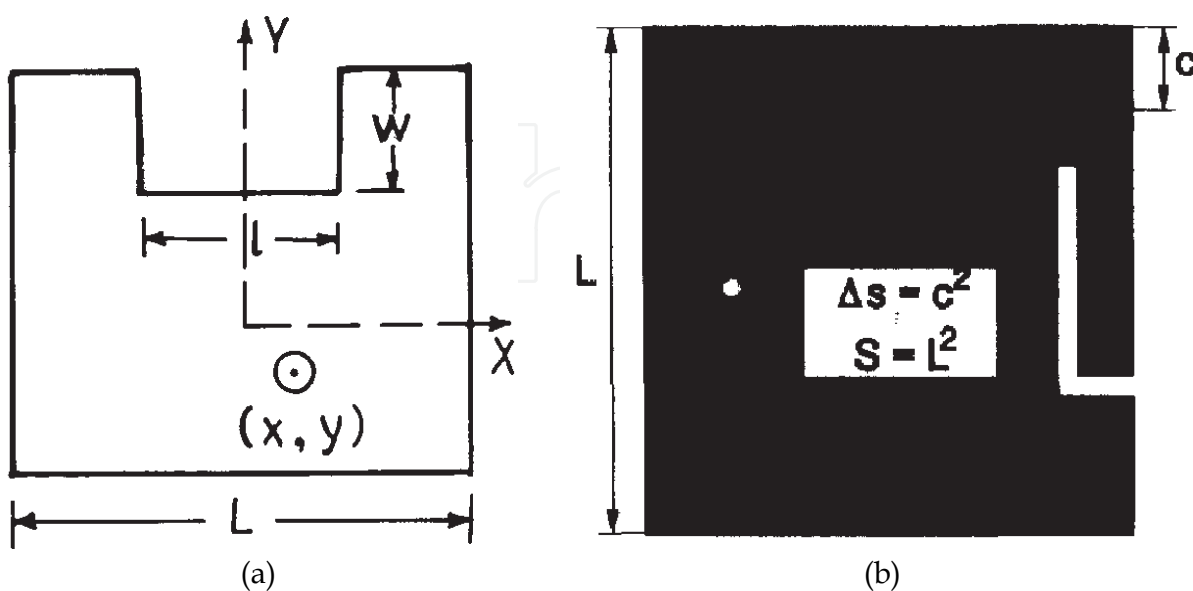 Y
W
l
X
(x, y)
L
(a)
c
L
Δs = c²
S = L²
(b)